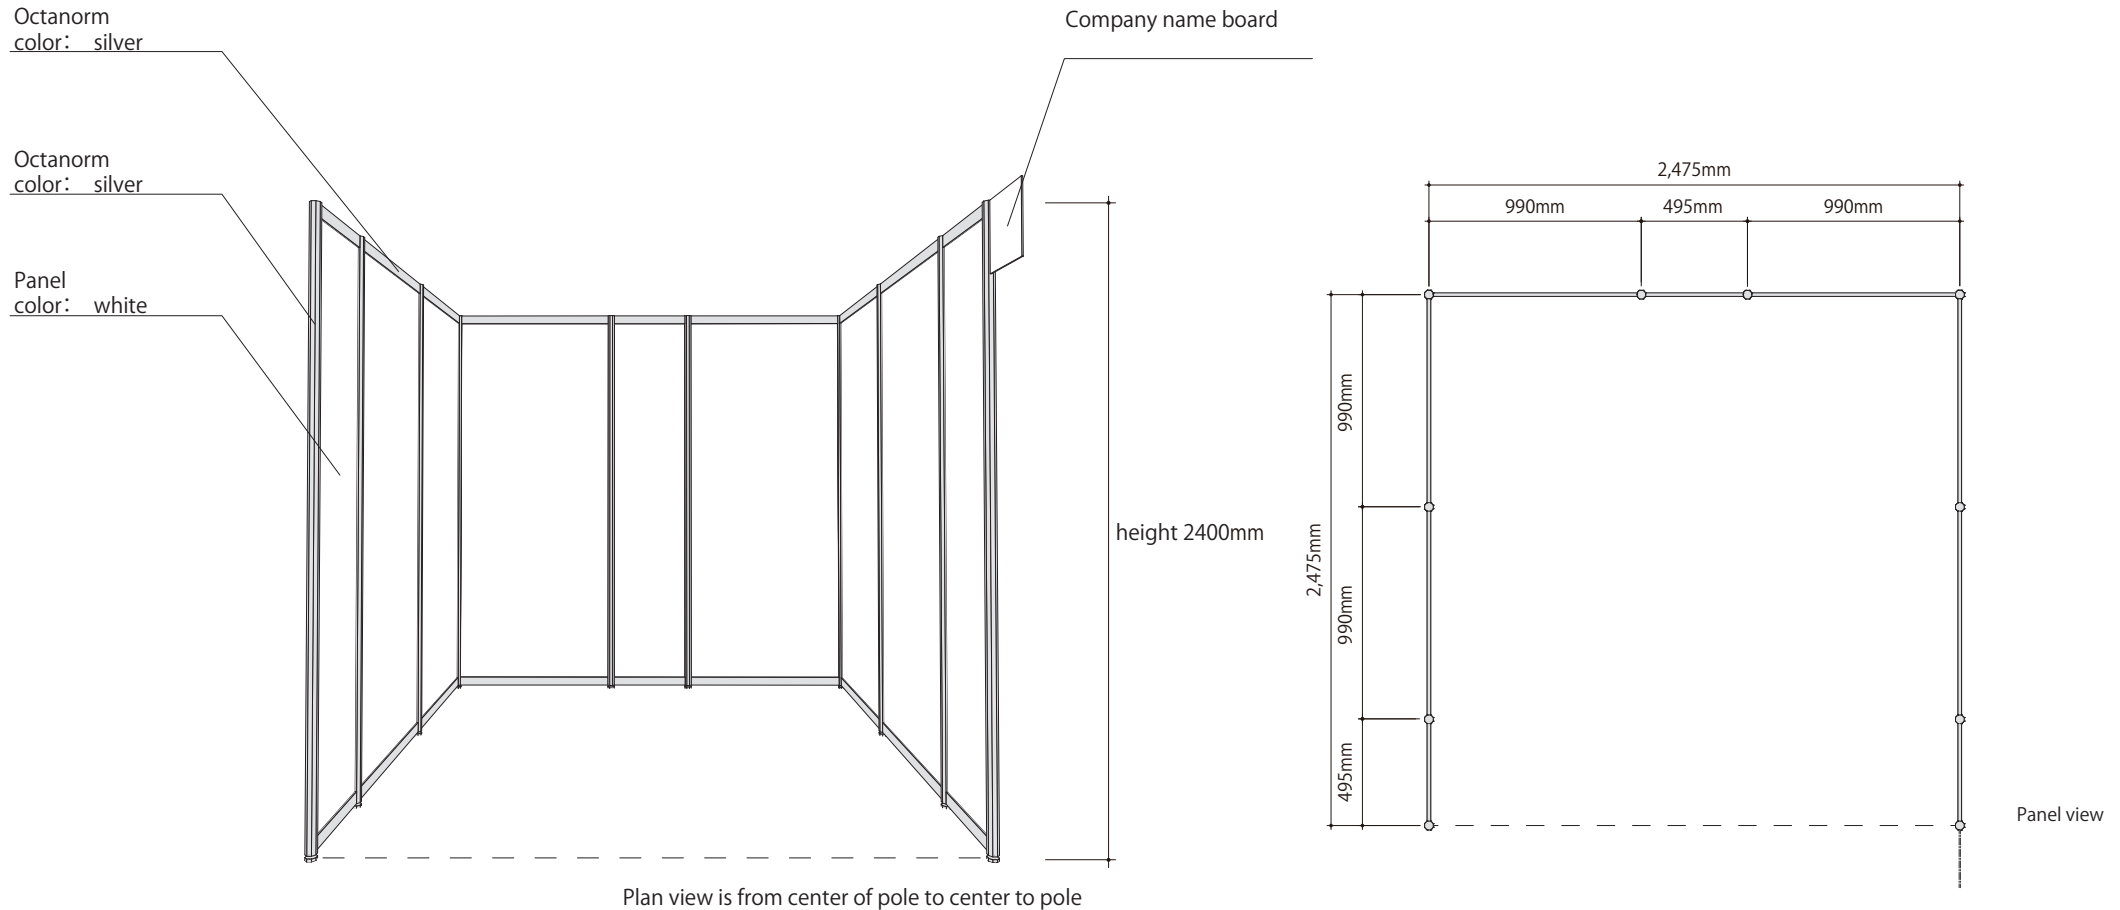 Octanorm
color： silver
Company name board
Octanorm
color： silver
Panel
color： white
height 2400mm
Plan view is from center of pole to center to pole
2,475mm
990mm 495mm 990mm
2,475mm
990mm
990mm
495mm
Panel view